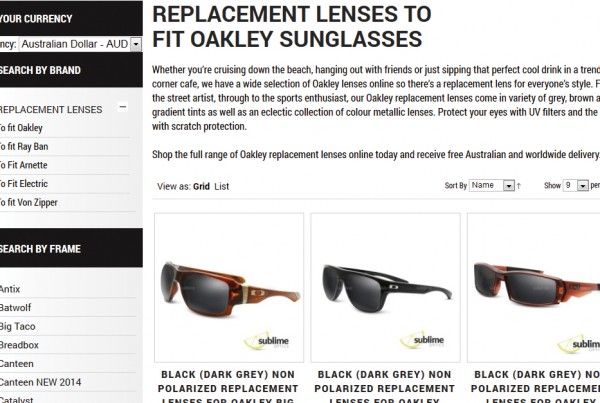 YOUR CURRENCY
ncy: Australian Dollar - AUD
SEARCH BY BRAND
REPLACEMENT LENSES
To fit Oakley
To fit Ray Ban
To Fit Arnette
To Fit Electric
To fit Von Zipper
SEARCH BY FRAME
Antix
Batwolf
Big Taco
Breadbox
Canteen
Canteen NEW 2014
Catalyst
REPLACEMENT LENSES TO
FIT OAKLEY SUNGLASSES
Whether you're cruising down the beach, hanging out with friends or just sipping that perfect cool drink in a trend
corner cafe, we have a wide selection of Oakley lenses online so there's a replacement lens for everyone's style. F
the street artist, through to the sports enthusiast, our Oakley replacement lenses come in variety of grey, brown a
gradient tints as well as an eclectic collection of colour metallic lenses. Protect your eyes with UV filters and the
with scratch protection.
Shop the full range of Oakley replacement lenses online today and receive free Australian and worldwide delivery.
View as: Grid List
Sort By Name
Show 9 per
sublime
sublime
sublime
BLACK (DARK GREY) NON
POLARIZED REPLACEMENT
LENSES FOR OAKLEY BIG
BLACK (DARK GREY) NON
POLARIZED REPLACEMENT
LENSES FOR OAKLEY
BLACK (DARK GREY) NO
POLARIZED REPLACEMEN
LENSES FOR OAKLEY